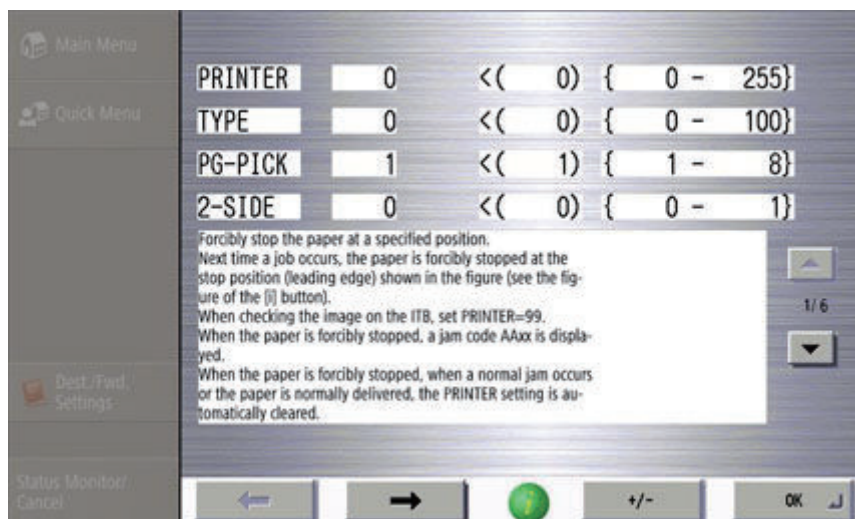 Main Menu
Quick Menu
Dest./Fwd.
Settings
Status Monitor/
Cancel
PRINTER 0 <( 0) { 0 - 255}
TYPE 0 <( 0) { 0 - 100}
PG-PICK 1 <( 1) { 1 - 8}
2-SIDE 0 <( 0) { 0 - 1}
Forcibly stop the paper at a specified position.
Next time a job occurs, the paper is forcibly stopped at the
stop position (leading edge) shown in the figure (see the fig-
ure of the [i] button).
When checking the image on the ITB, set PRINTER=99.
When the paper is forcibly stopped, a jam code AAxx is displa-
yed.
When the paper is forcibly stopped, when a normal jam occurs
or the paper is normally delivered, the PRINTER setting is au-
tomatically cleared.
1/6
i
+/-
OK